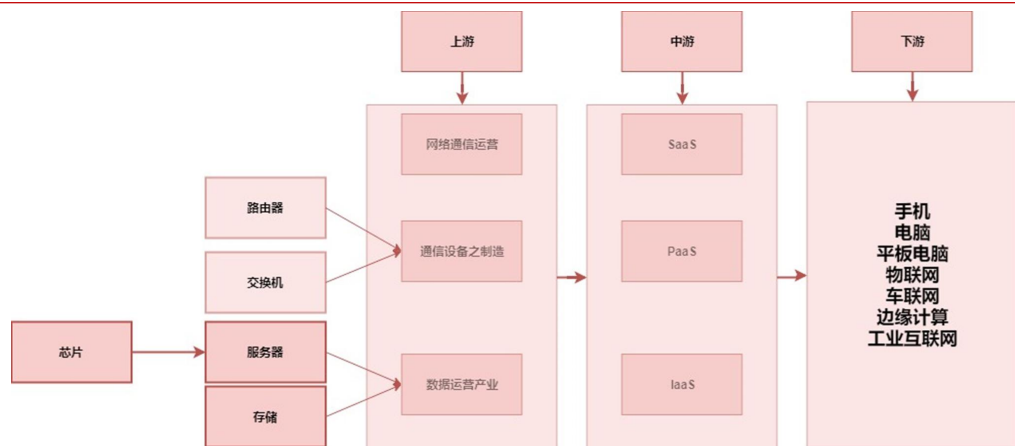 上游
中游
下游
网络通信运营
SaaS
路由器
通信设备之制造
PaaS
交换机
芯片
服务器
存储
数据运营产业
IaaS
手机
电脑
平板电脑
物联网
车联网
边缘计算
工业互联网